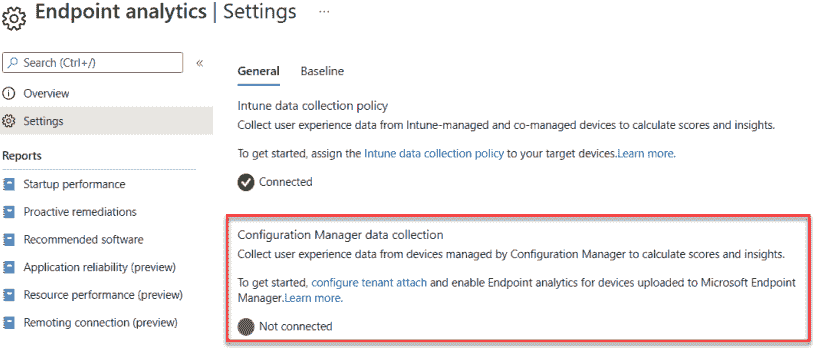 Endpoint analytics | Settings ...
Search (Ctrl+/) «
Overview
Settings
Reports
Startup performance
Proactive remediations
Recommended software
Application reliability (preview)
Resource performance (preview)
Remoting connection (preview)
General Baseline
Intune data collection policy
Collect user experience data from Intune-managed and co-managed devices to calculate scores and insights.
To get started, assign the Intune data collection policy to your target devices.Learn more.
Connected
Configuration Manager data collection
Collect user experience data from devices managed by Configuration Manager to calculate scores and insights.
To get started, configure tenant attach and enable Endpoint analytics for devices uploaded to Microsoft Endpoint
Manager.Learn more.
Not connected